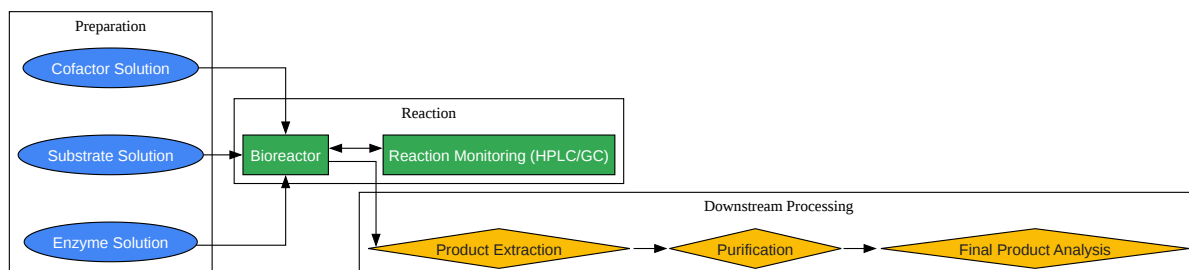 Preparation
Cofactor Solution
Substrate Solution
Enzyme Solution
Reaction
Bioreactor
Reaction Monitoring (HPLC/GC)
Downstream Processing
Product Extraction
Purification
Final Product Analysis